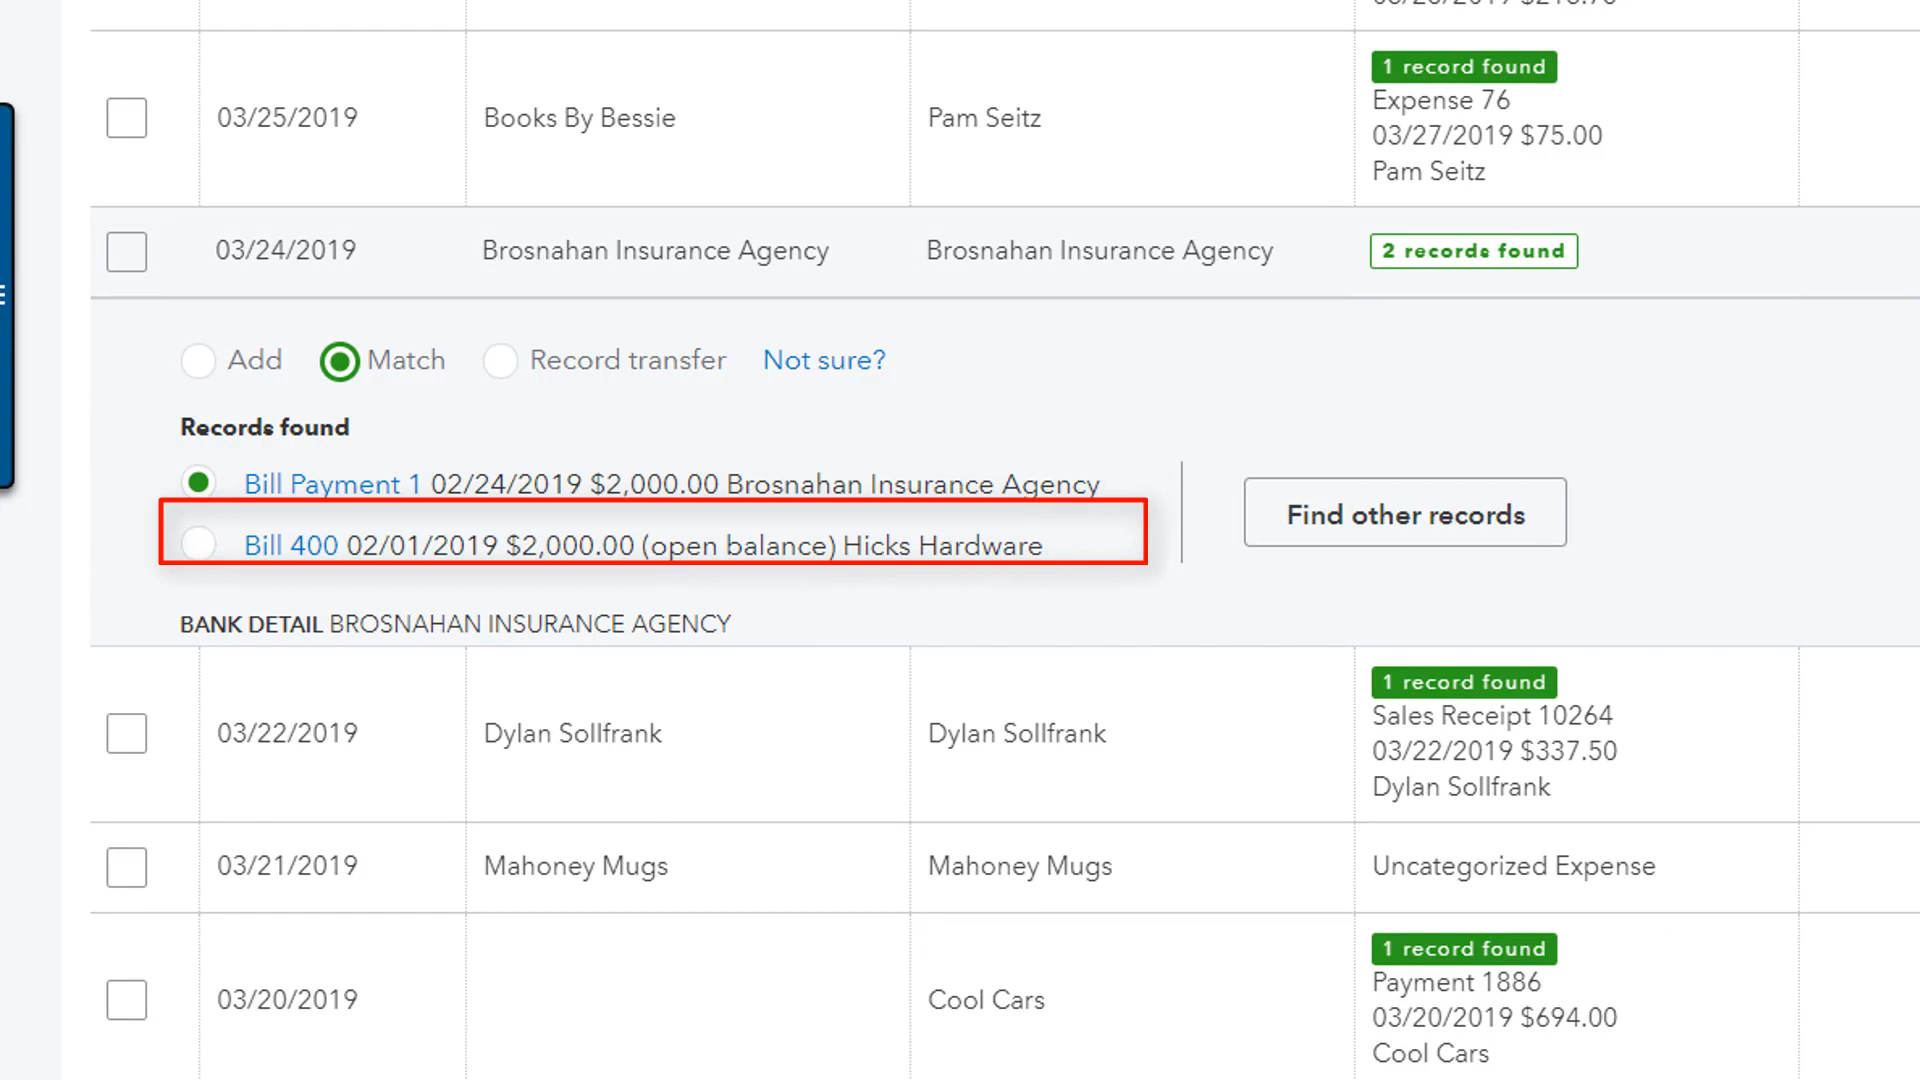 03/25/2019 Books By Bessie Pam Seitz 1 record found
Expense 76
03/27/2019 $75.00
Pam Seitz
03/24/2019 Brosnahan Insurance Agency Brosnahan Insurance Agency 2 records found
Add Match Record transfer Not sure?
Records found
Bill Payment 1 02/24/2019 $2,000.00 Brosnahan Insurance Agency
Bill 400 02/01/2019 $2,000.00 (open balance) Hicks Hardware
Find other records
BANK DETAIL BROSNAHAN INSURANCE AGENCY
03/22/2019 Dylan Sollfrank Dylan Sollfrank 1 record found
Sales Receipt 10264
03/22/2019 $337.50
Dylan Sollfrank
03/21/2019 Mahoney Mugs Mahoney Mugs Uncategorized Expense
03/20/2019 Cool Cars 1 record found
Payment 1886
03/20/2019 $694.00
Cool Cars